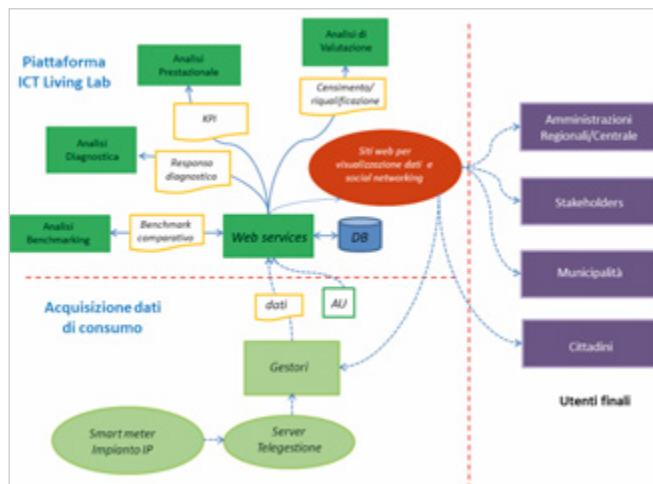 Piattaforma
ICT Living Lab
Analisi
Prestazionale
Analisi di
Valutazione
KPI
Censimento/
riqualificazione
Analisi
Diagnostica
Responso
diagnostico
Siti web per
visualizzazione dati e
social networking
Amministrazioni
Regionali/Centrale
Stakeholders
Municipalità
Cittadini
Utenti finali
Analisi
Benchmarking
Benchmark
comparativo
Web services
DB
Acquisizione dati
di consumo
dati
AU
Gestori
Smart meter
Impianto IP
Server
Telegestione